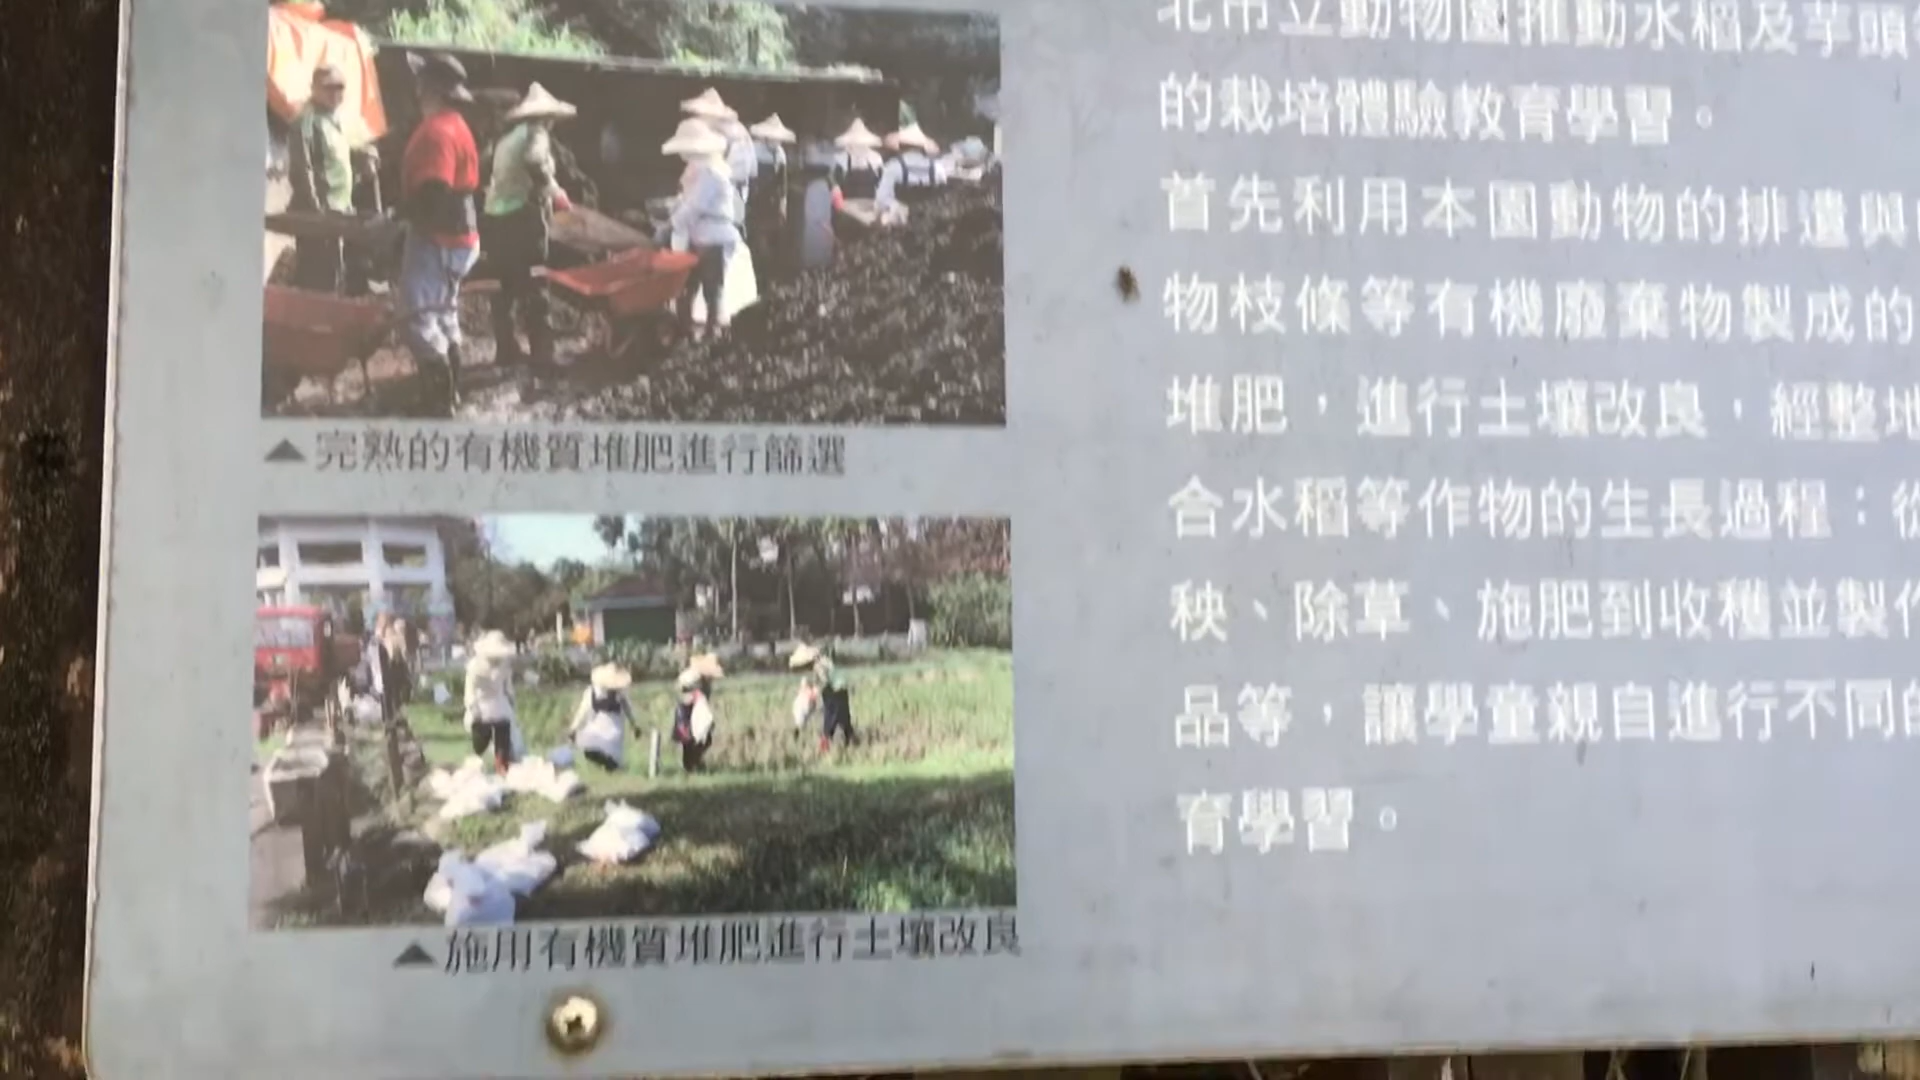 北市立動物園推動水稻及芋頭
的栽培體驗教育學習。
首先利用本園動物的排遺與
物枝條等有機廢棄物製成的
堆肥，進行土壤改良，經整地
合水稻等作物的生長過程：從
秧、除草、施肥到收穫並製作
品等，讓學童親自進行不同的
育學習。
▲完熟的有機質堆肥進行篩選
▲施用有機質堆肥進行土壤改良